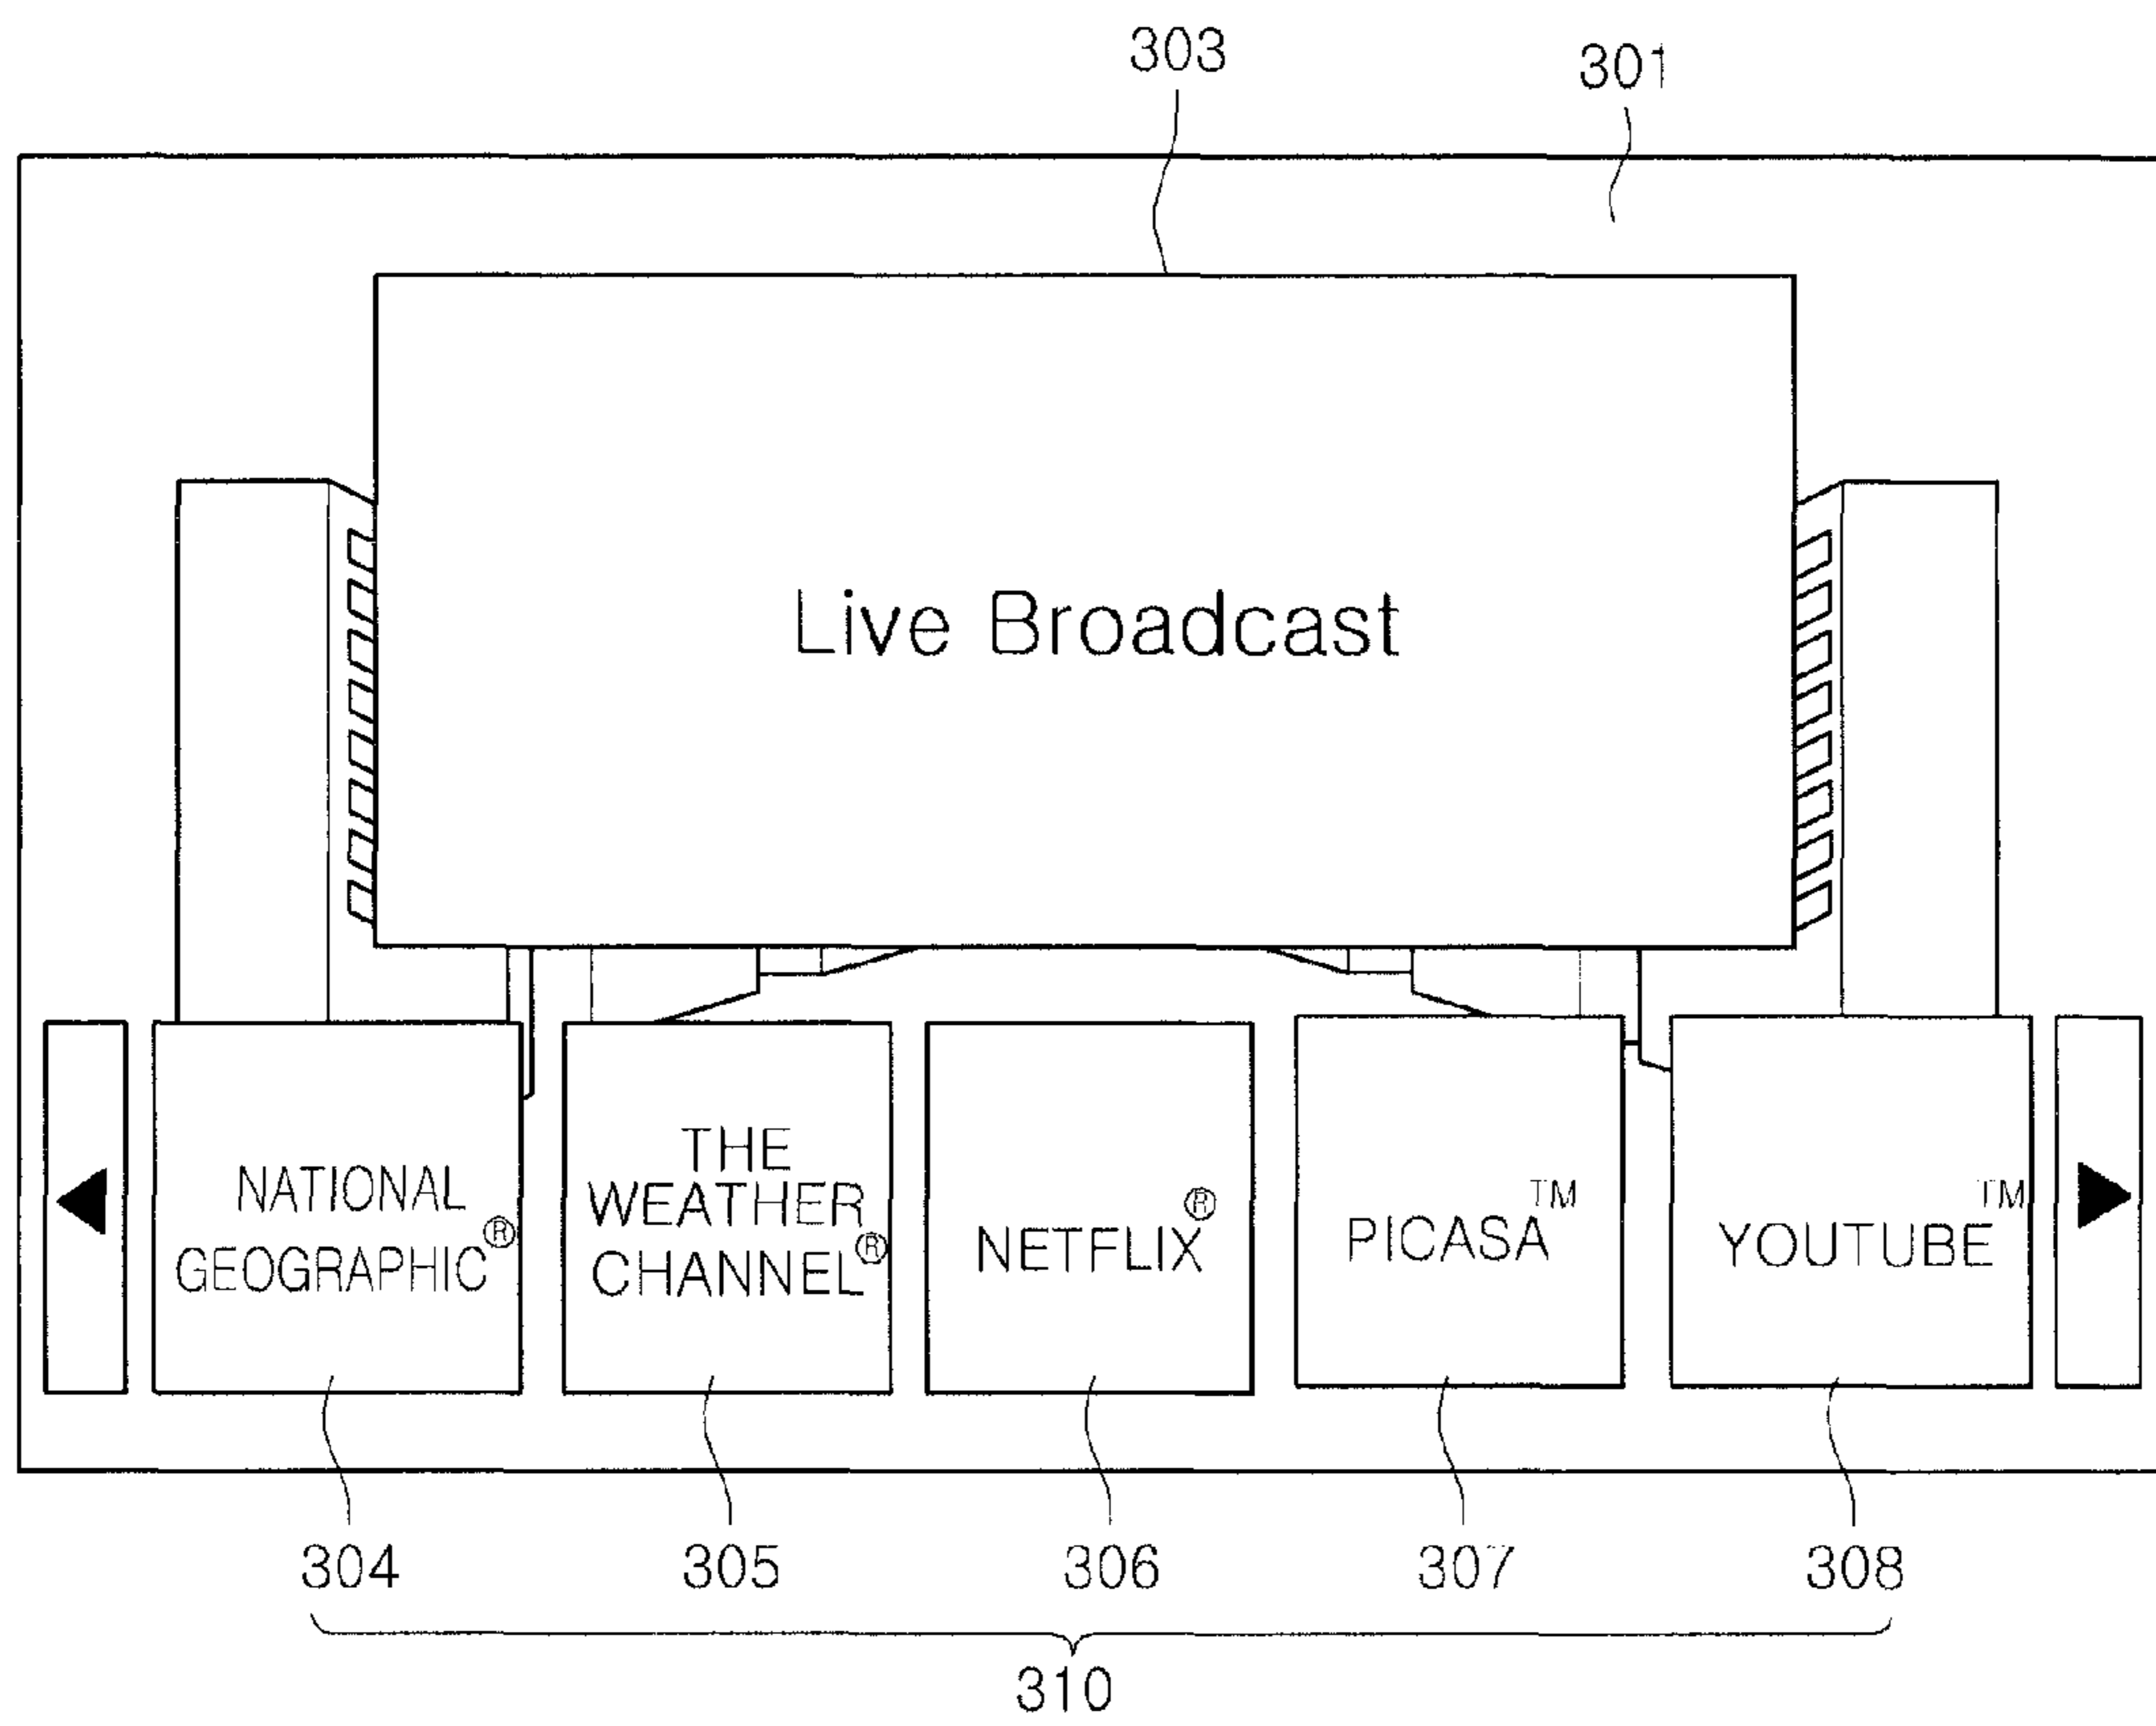 303
301
Live Broadcast
NATIONAL
GEOGRAPHIC®
THE
WEATHER
CHANNEL®
NETFLIX®
PICASA™
YOUTUBE™
304
305
306
307
308
310